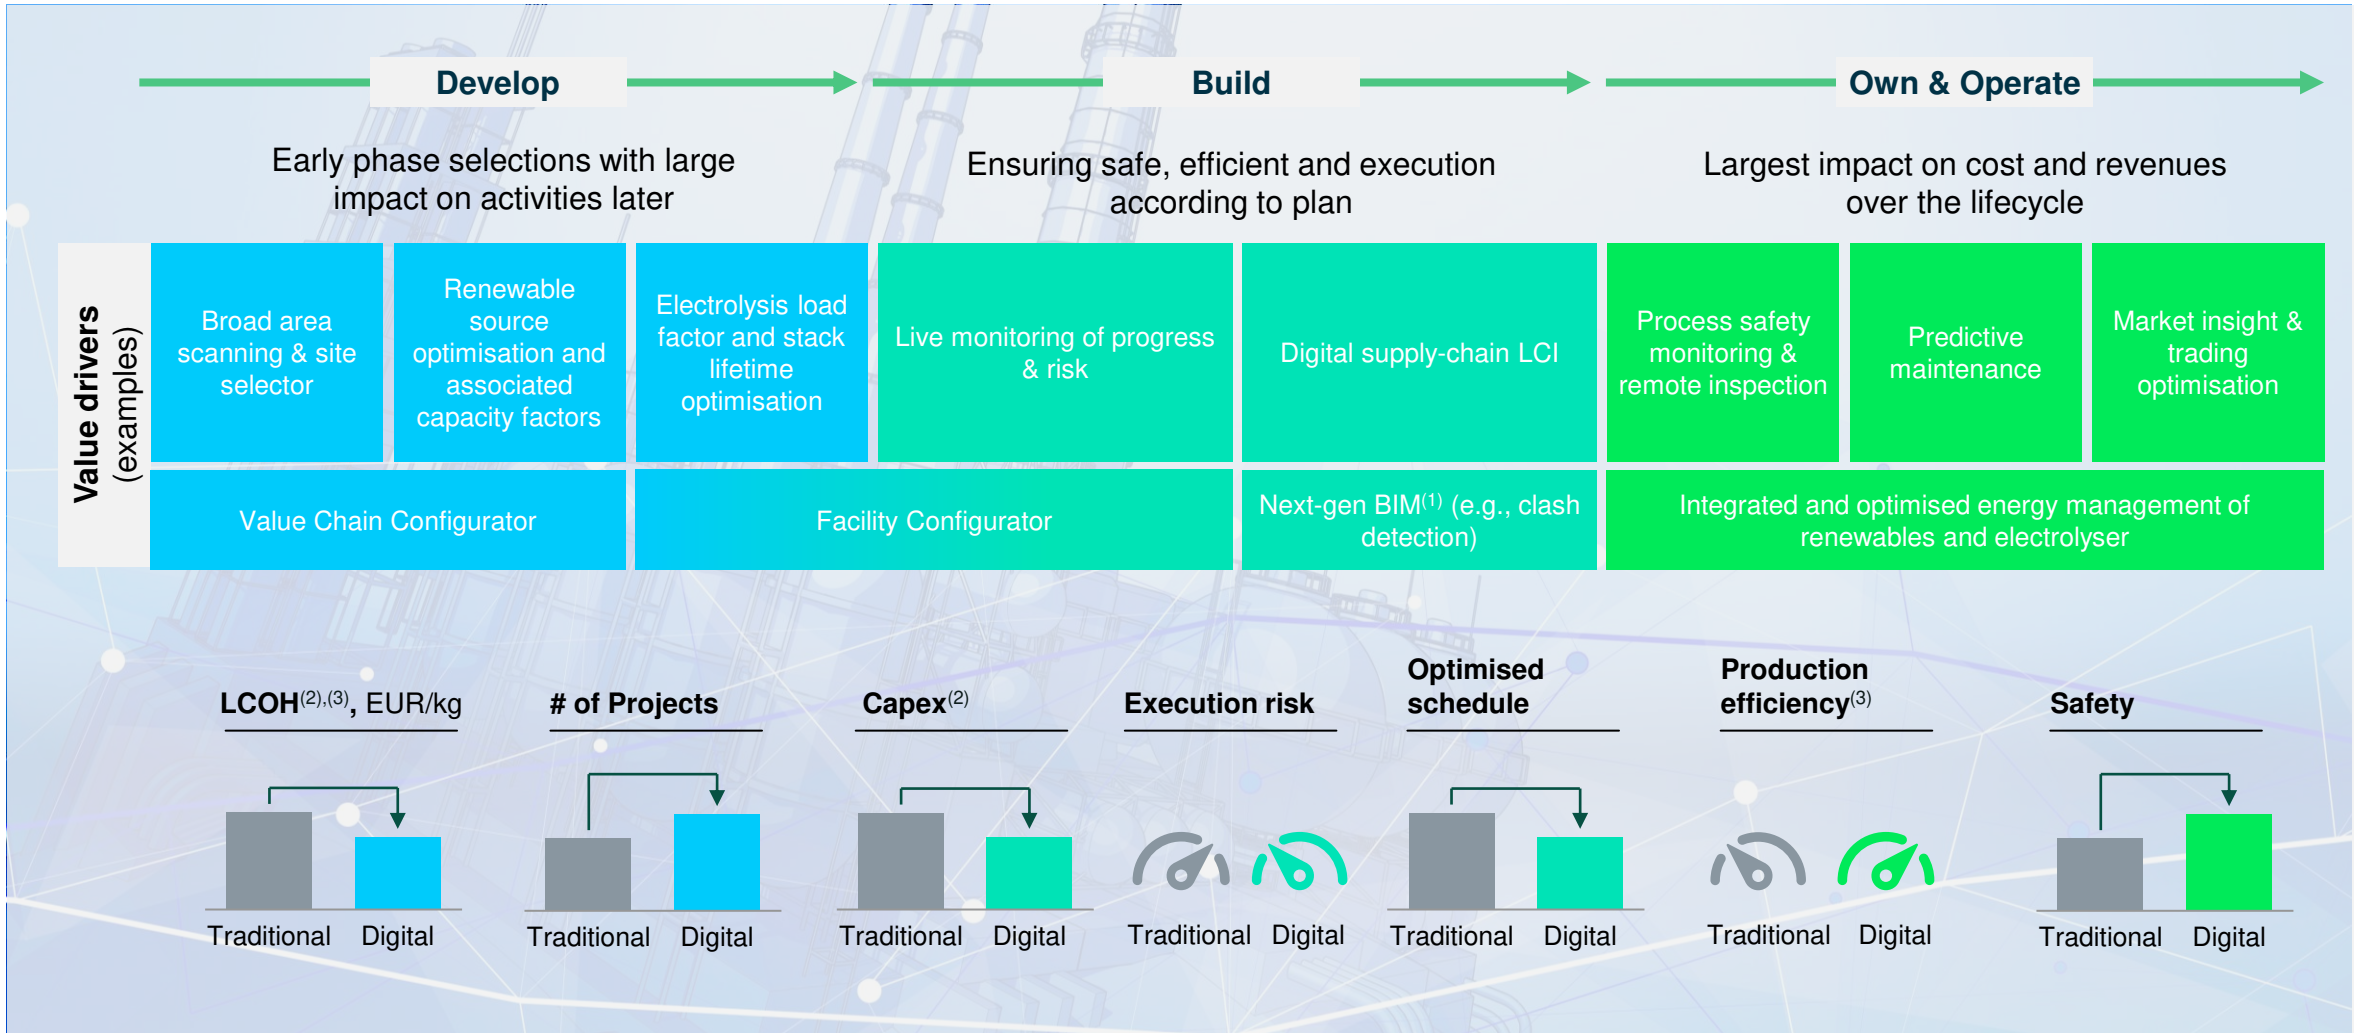 Develop
Build
Own & Operate
Early phase selections with large
impact on activities later
Ensuring safe, efficient and execution
according to plan
Largest impact on cost and revenues
over the lifecycle
Value drivers
(examples)
Broad area
scanning & site
selector
Renewable
source
optimisation and
associated
capacity factors
Electrolysis load
factor and stack
lifetime
optimisation
Live monitoring of progress
& risk
Digital supply-chain LCI
Process safety
monitoring &
remote inspection
Predictive
maintenance
Market insight &
trading
optimisation
Value Chain Configurator
Facility Configurator
Next-gen BIM(1) (e.g., clash
detection)
Integrated and optimised energy management of
renewables and electrolyser
LCOH(2),(3), EUR/kg
Traditional Digital
# of Projects
Traditional Digital
Capex(2)
Traditional Digital
Execution risk
Traditional Digital
Optimised
schedule
Traditional Digital
Production
efficiency(3)
Traditional Digital
Safety
Traditional Digital